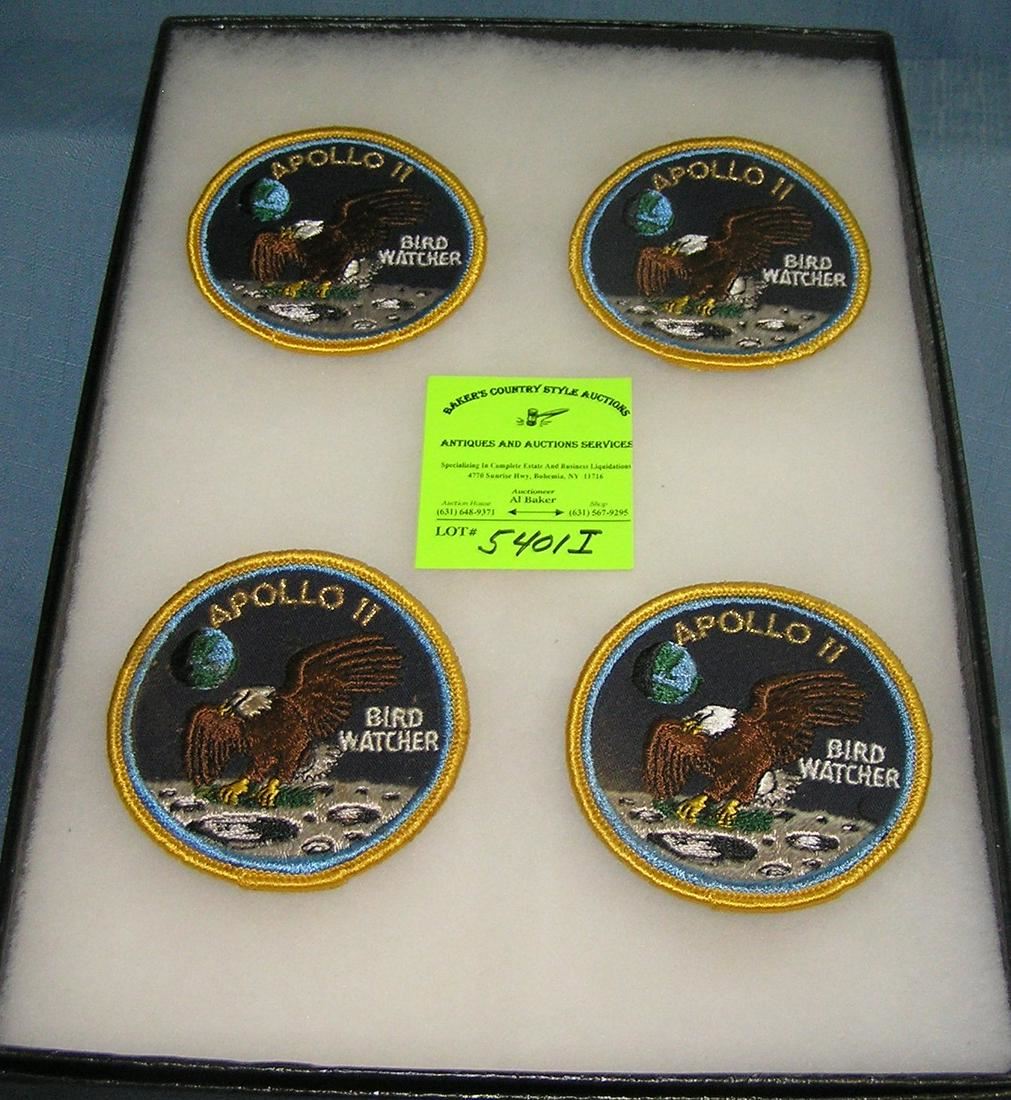 APOLLO 11
BIRD
WATCHER
APOLLO 11
BIRD
WATCHER
BAKER'S COUNTRY STYLE AUCTIONS
ANTIQUES AND AUCTIONS SERVICES
Specializing In Complete Estate And Business Liquidations
4770 Sunrise Hwy, Bohemia, NY 11716
Auctioneer
Auction House Al Baker Shop
(631) 648-9371 (631) 567-9295
LOT# 5401I
APOLLO 11
BIRD
WATCHER
APOLLO 11
BIRD
WATCHER